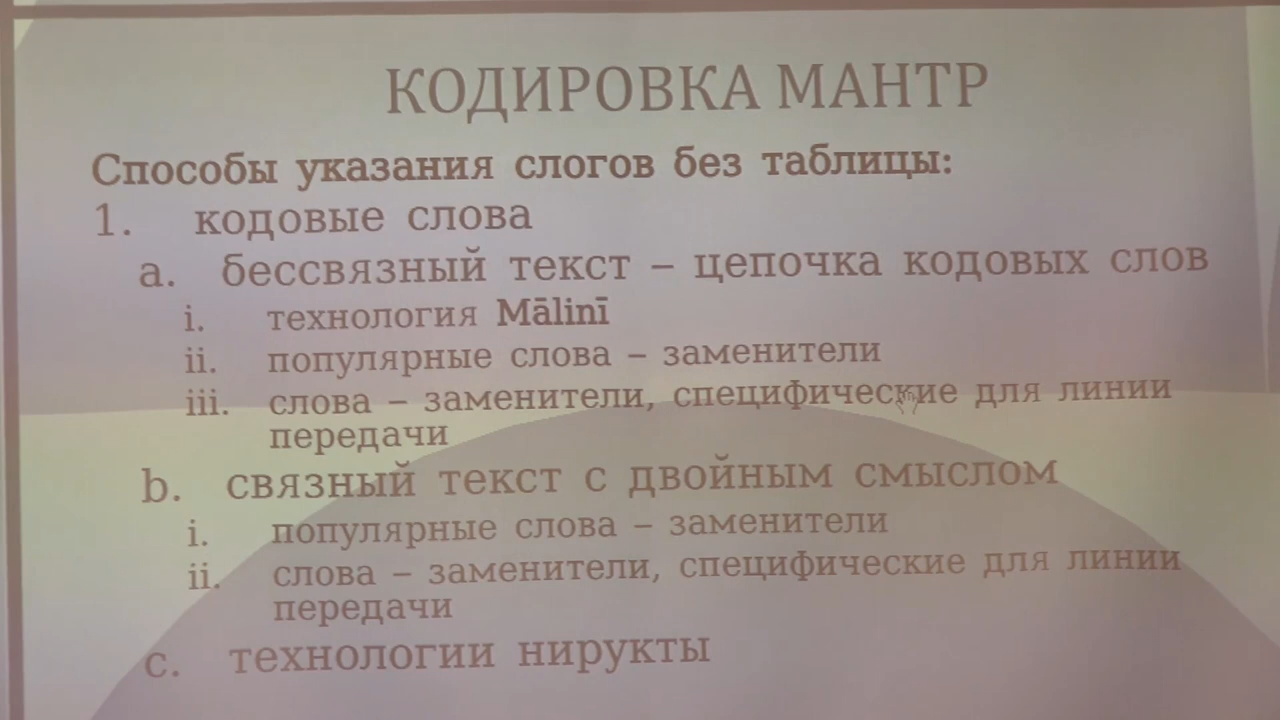 КОДИРОВКА МАНТР
Способы указания слогов без таблицы:
1. кодовые слова
a. бессвязный текст – цепочка кодовых слов
i. технология Mālinī
ii. популярные слова – заменители
iii. слова – заменители, специфические для линии
передачи
b. связный текст с двойным смыслом
i. популярные слова – заменители
ii. слова – заменители, специфические для линии
передачи
c. технологии нирукты